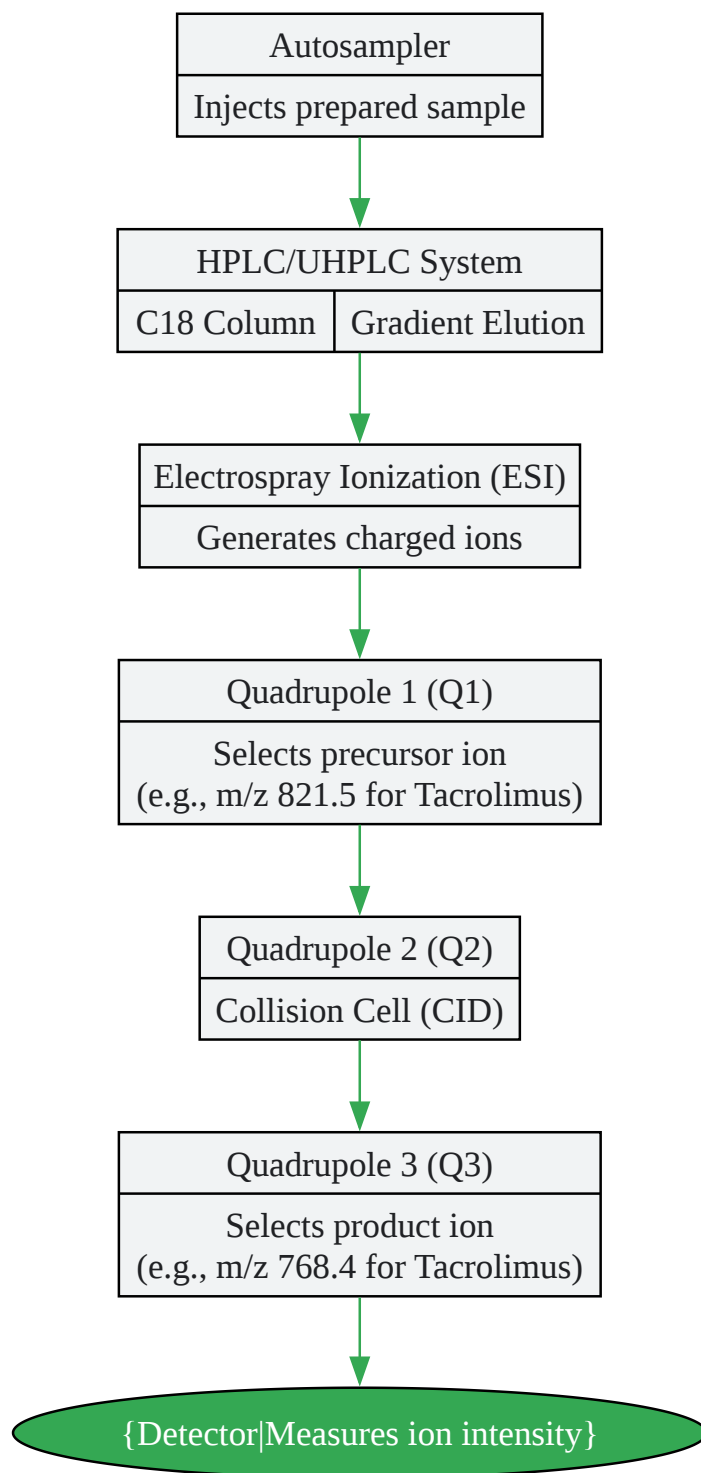 Autosampler
Injects prepared sample
HPLC/UHPLC System
C18 Column
Gradient Elution
Electrospray Ionization (ESI)
Generates charged ions
Quadrupole 1 (Q1)
Selects precursor ion
(e.g., m/z 821.5 for Tacrolimus)
Quadrupole 2 (Q2)
Collision Cell (CID)
Quadrupole 3 (Q3)
Selects product ion
(e.g., m/z 768.4 for Tacrolimus)
{Detector|Measures ion intensity}